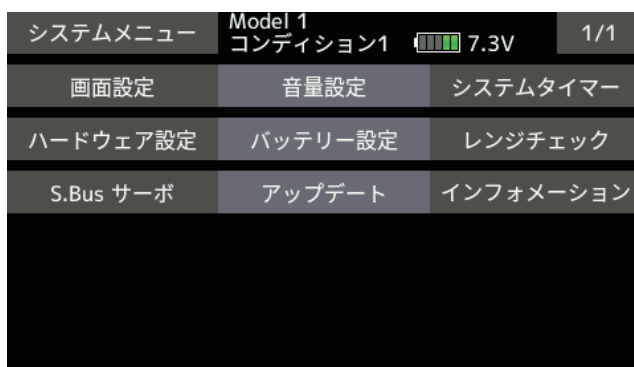 システムメニュー
Model 1
コンディション1 7.3V
1/1
画面設定 音量設定 システムタイマー
ハードウェア設定 バッテリー設定 レンジチェック
S.Bus サーボ アップデート インフォメーション